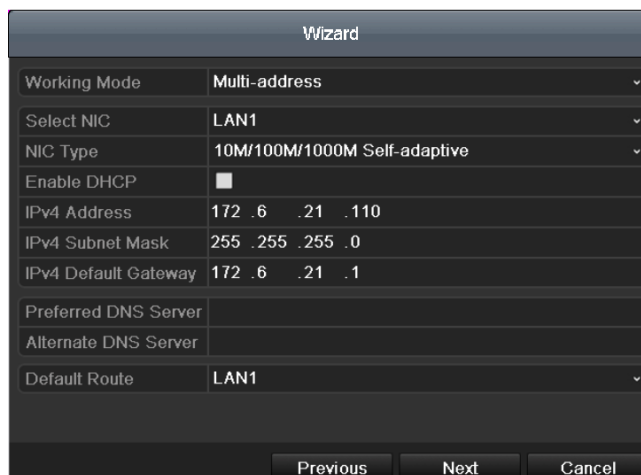 Wizard
Working Mode Multi-address
Select NIC LAN1
NIC Type 10M/100M/1000M Self-adaptive
Enable DHCP
IPv4 Address 172 .6 .21 .110
IPv4 Subnet Mask 255 .255 .255 .0
IPv4 Default Gateway 172 .6 .21 .1
Preferred DNS Server
Alternate DNS Server
Default Route LAN1
Previous Next Cancel